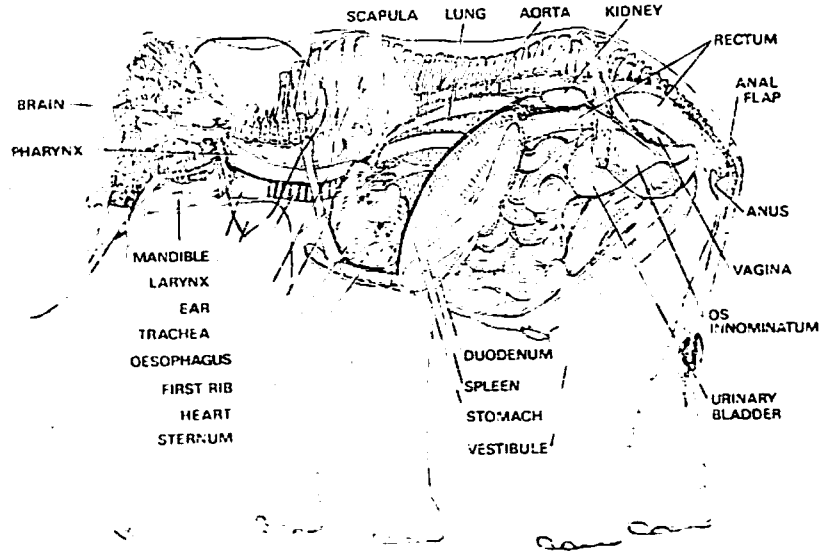 SCAPULA LUNG AORTA KIDNEY
RECTUM
ANAL
FLAP
BRAIN
PHARYNX
ANUS
MANDIBLE
VAGINA
LARYNX
EAR
OS
INNOMINATUM
TRACHEA
OESOPHAGUS
DUODENUM
FIRST RIB
SPLEEN
URINARY
BLADDER
HEART
STOMACH
STERNUM
VESTIBULE